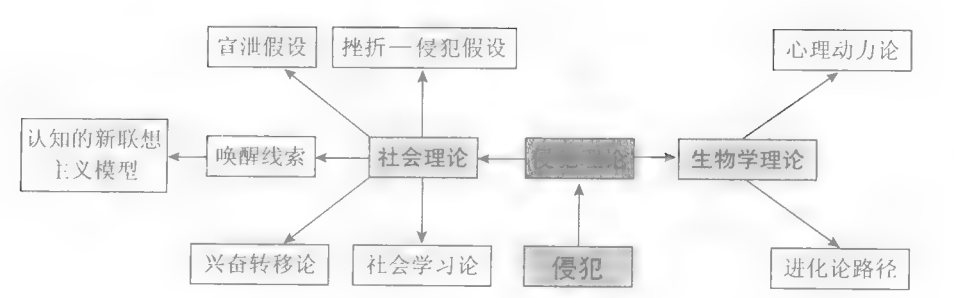 宣泄假设
挫折—侵犯假设
心理动力论
认知的新联想
主义模型
唤醒线索
社会理论
生物学理论
兴奋转移论
社会学习论
侵犯
进化论路径